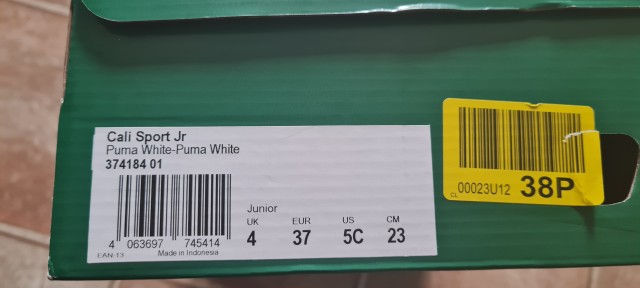 Cali Sport Jr
Puma White-Puma White
374184 01
Junior
UK EUR US CM
4 37 5C 23
4 063697 745414
EAN-13 Made in Indonesia
CL 00023U12 38P